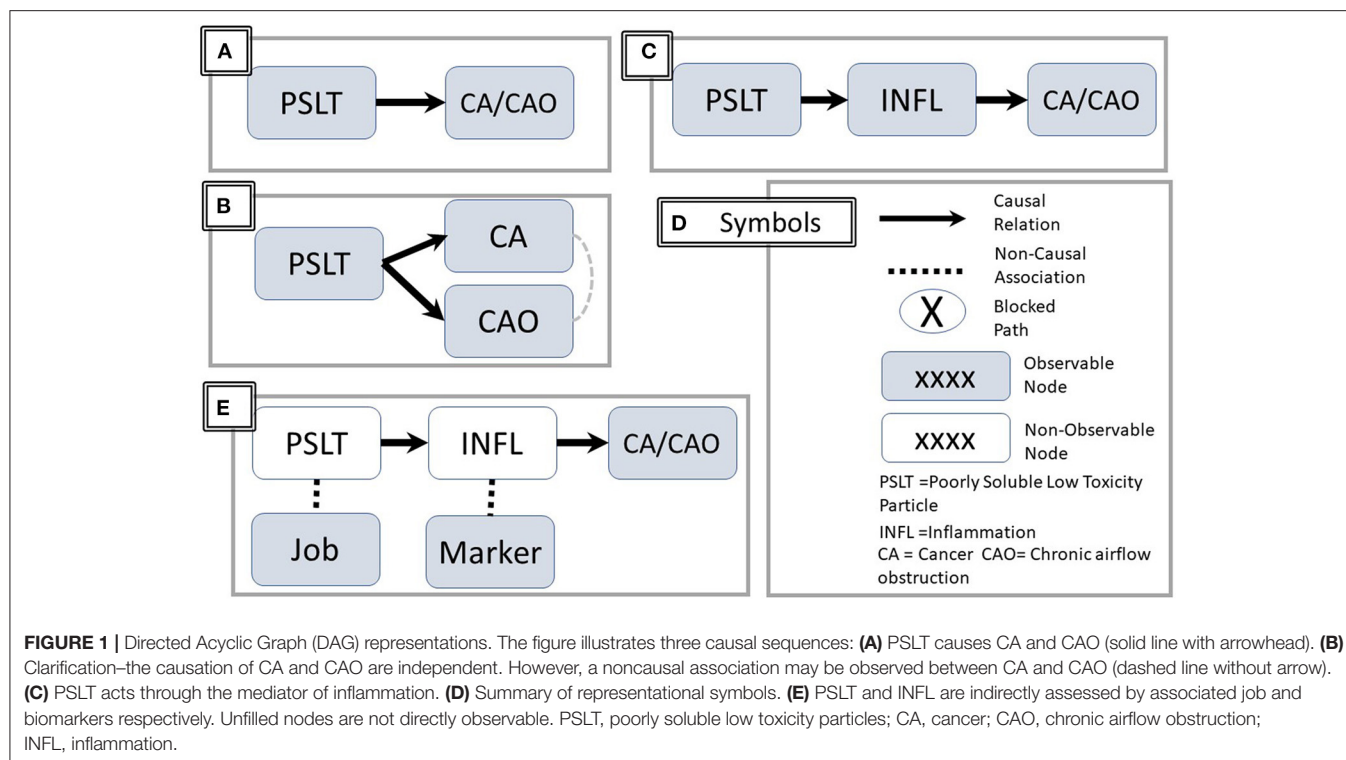 A
PSLT
CA/CAO
C
PSLT
INFL
CA/CAO
B
PSLT
CA
CAO
D
Symbols
Causal
Relation
Non-Causal
Association
X
Blocked
Path
XXXX
Observable
Node
XXXX
Non-Observable
Node
PSLT =Poorly Soluble Low Toxicity
Particle
INFL =Inflammation
CA = Cancer CAO= Chronic airflow
obstruction
E
PSLT
INFL
CA/CAO
Job
Marker
FIGURE 1 | Directed Acyclic Graph (DAG) representations. The figure illustrates three causal sequences: (A) PSLT causes CA and CAO (solid line with arrowhead). (B)
Clarification–the causation of CA and CAO are independent. However, a noncausal association may be observed between CA and CAO (dashed line without arrow).
(C) PSLT acts through the mediator of inflammation. (D) Summary of representational symbols. (E) PSLT and INFL are indirectly assessed by associated job and
biomarkers respectively. Unfilled nodes are not directly observable. PSLT, poorly soluble low toxicity particles; CA, cancer; CAO, chronic airflow obstruction;
INFL, inflammation.